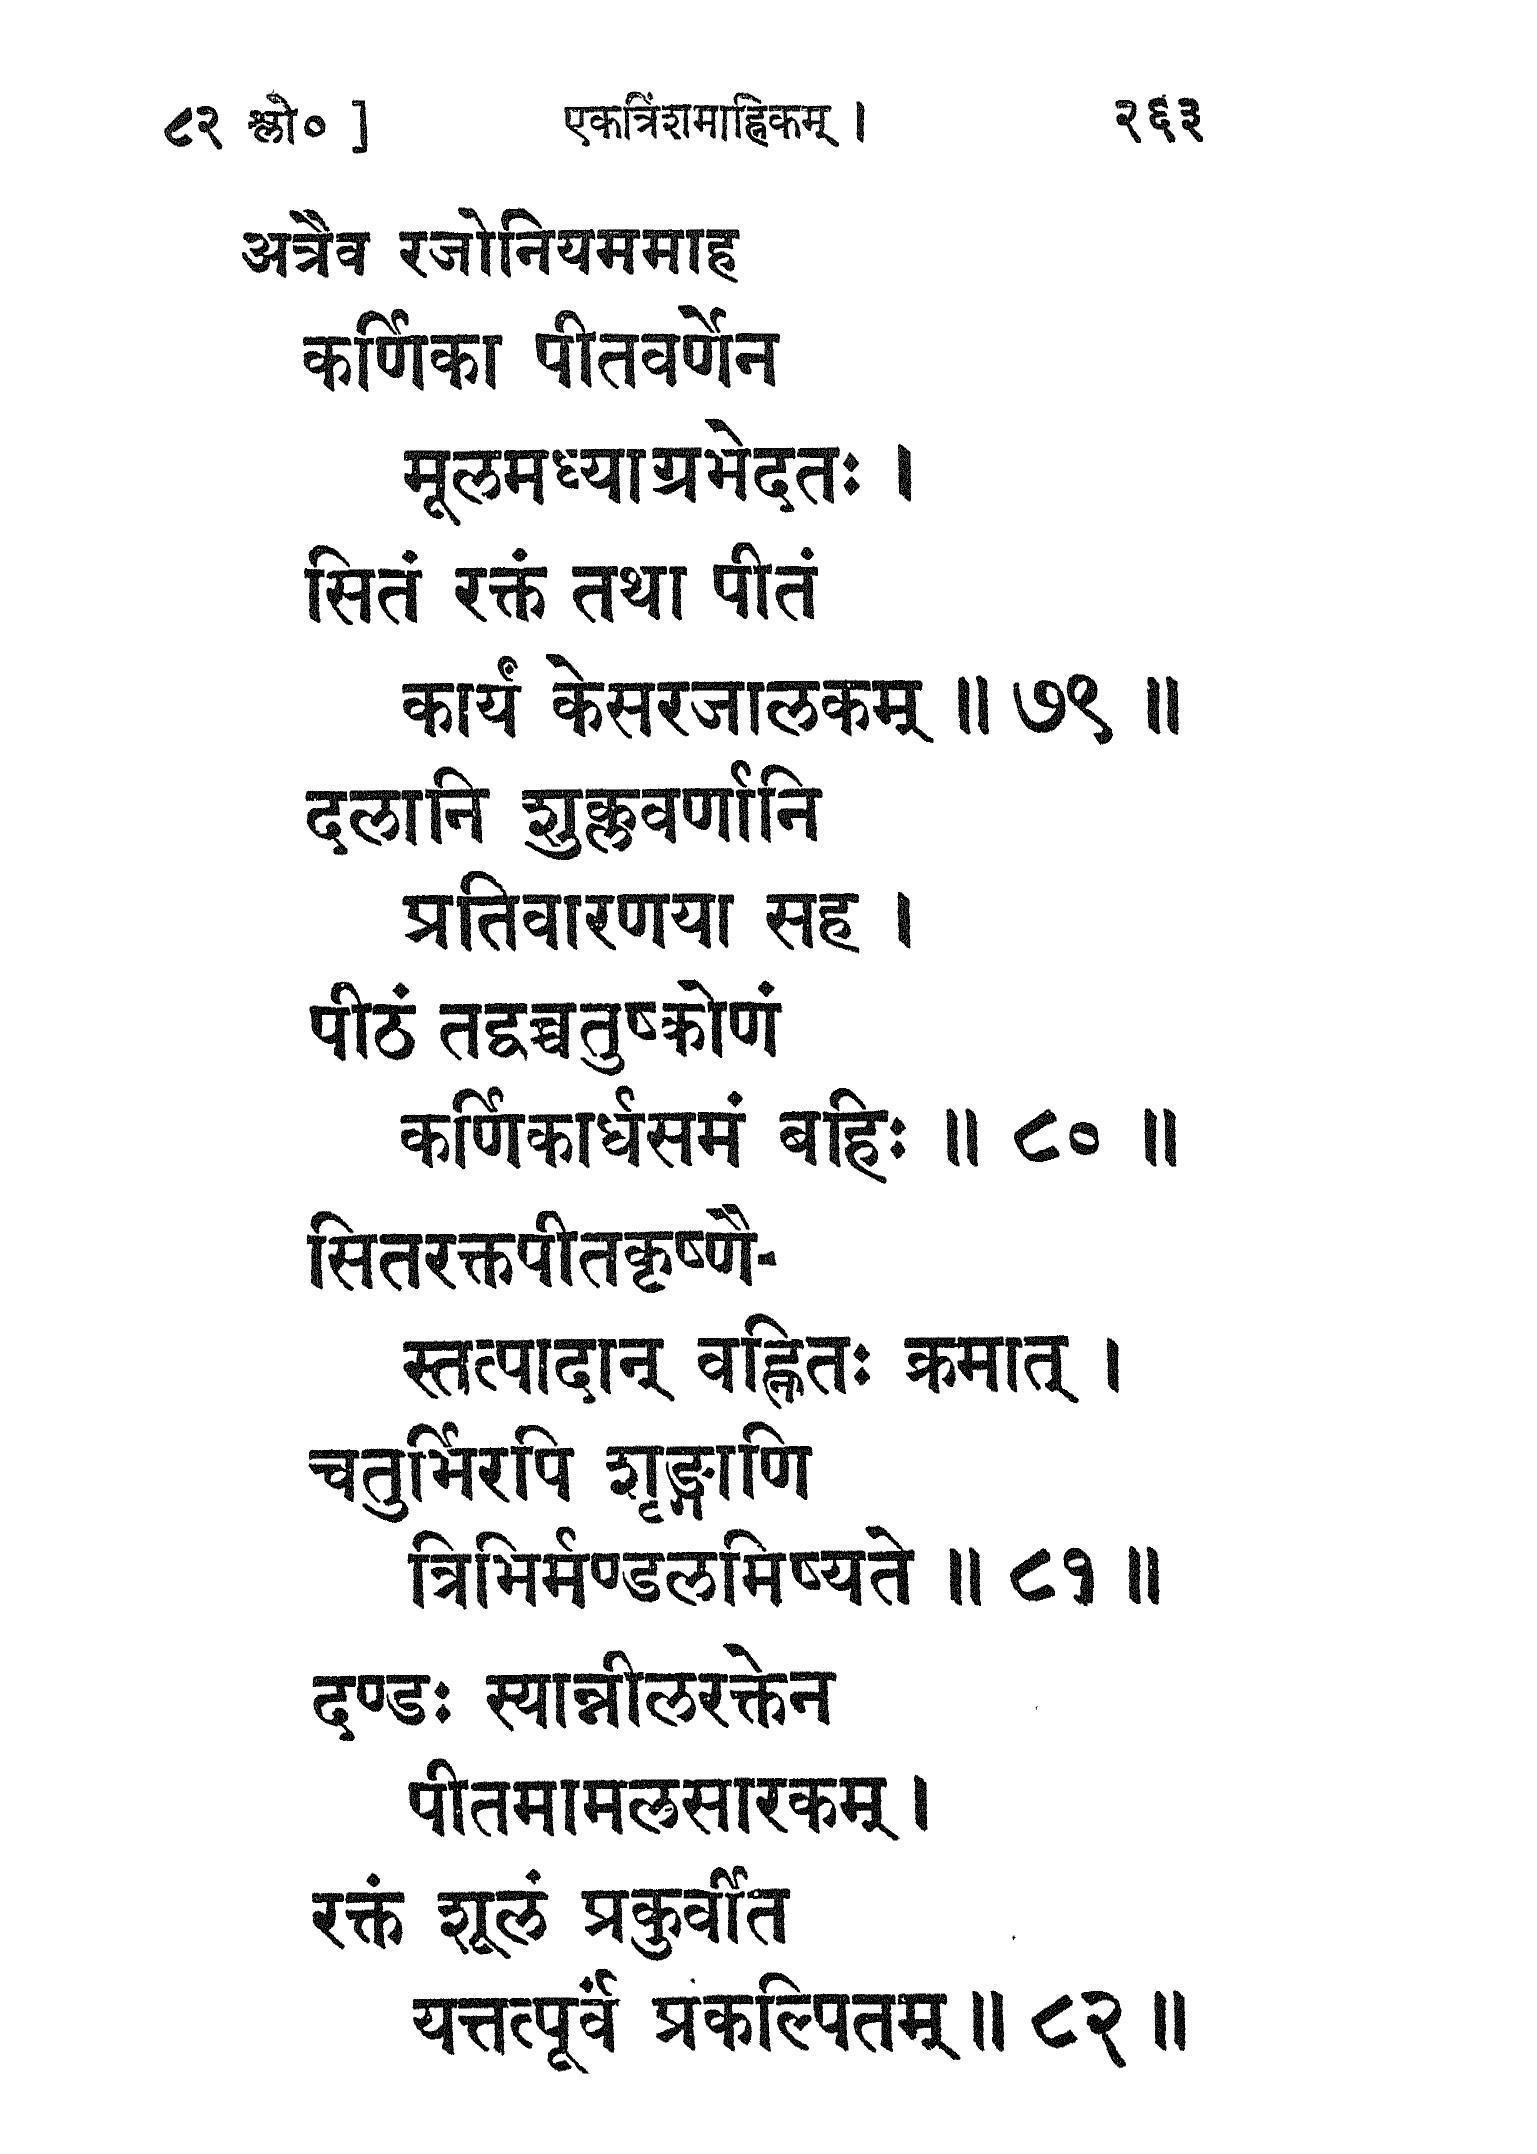 ८२ श्लो० ] एकत्रिंशमाह्निकम् । २६३
अत्रैव रजोनियममाह
कर्णिका पीतवर्णेन
मूलमध्याग्रभेदतः ।
सितं रक्तं तथा पीतं
कार्यं केसरजालकम् ॥ ७९ ॥
दलानि शुक्लवर्णानि
प्रतिवारणया सह ।
पीठं तद्वच्चतुष्कोणं
कर्णिकार्धसमं बहिः ॥ ८० ॥
सितरक्तपीतकृष्णै-
स्तत्पादान् वह्नितः क्रमात् ।
चतुर्भिरपि शृङ्गाणि
त्रिभिर्मण्डलमिष्यते ॥ ८१ ॥
दण्डः स्यान्नीलरक्तेन
पीतमामलसारकम् ।
रक्तं शूलं प्रकुर्वीत
यत्तत्पूर्वं प्रकल्पितम् ॥ ८२ ॥